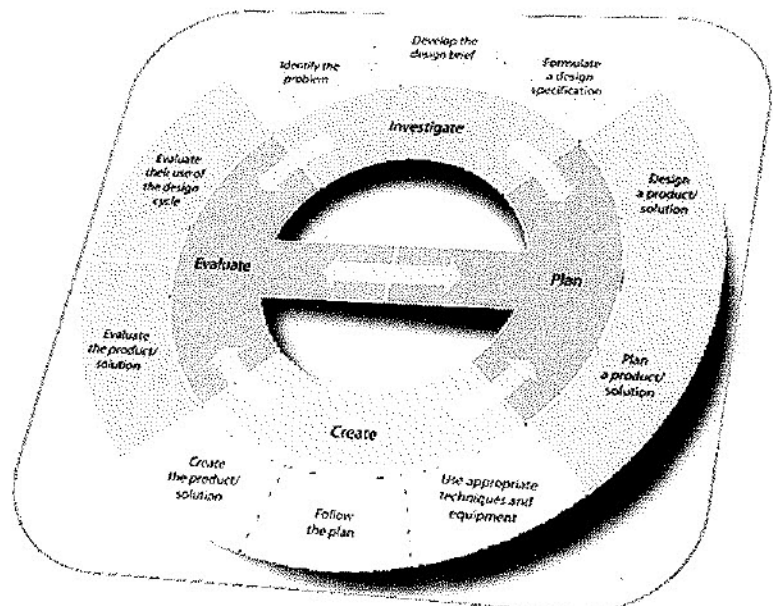 Develop the
design brief
Identify the
problem
Formulate
a design
specification
Investigate
Evaluate
their use of
the design
cycle
Design
a product/
solution
Evaluate
Plan
Evaluate
the product/
solution
Plan
a product/
solution
Create
Create
the product/
solution
Follow
the plan
Use appropriate
techniques and
equipment